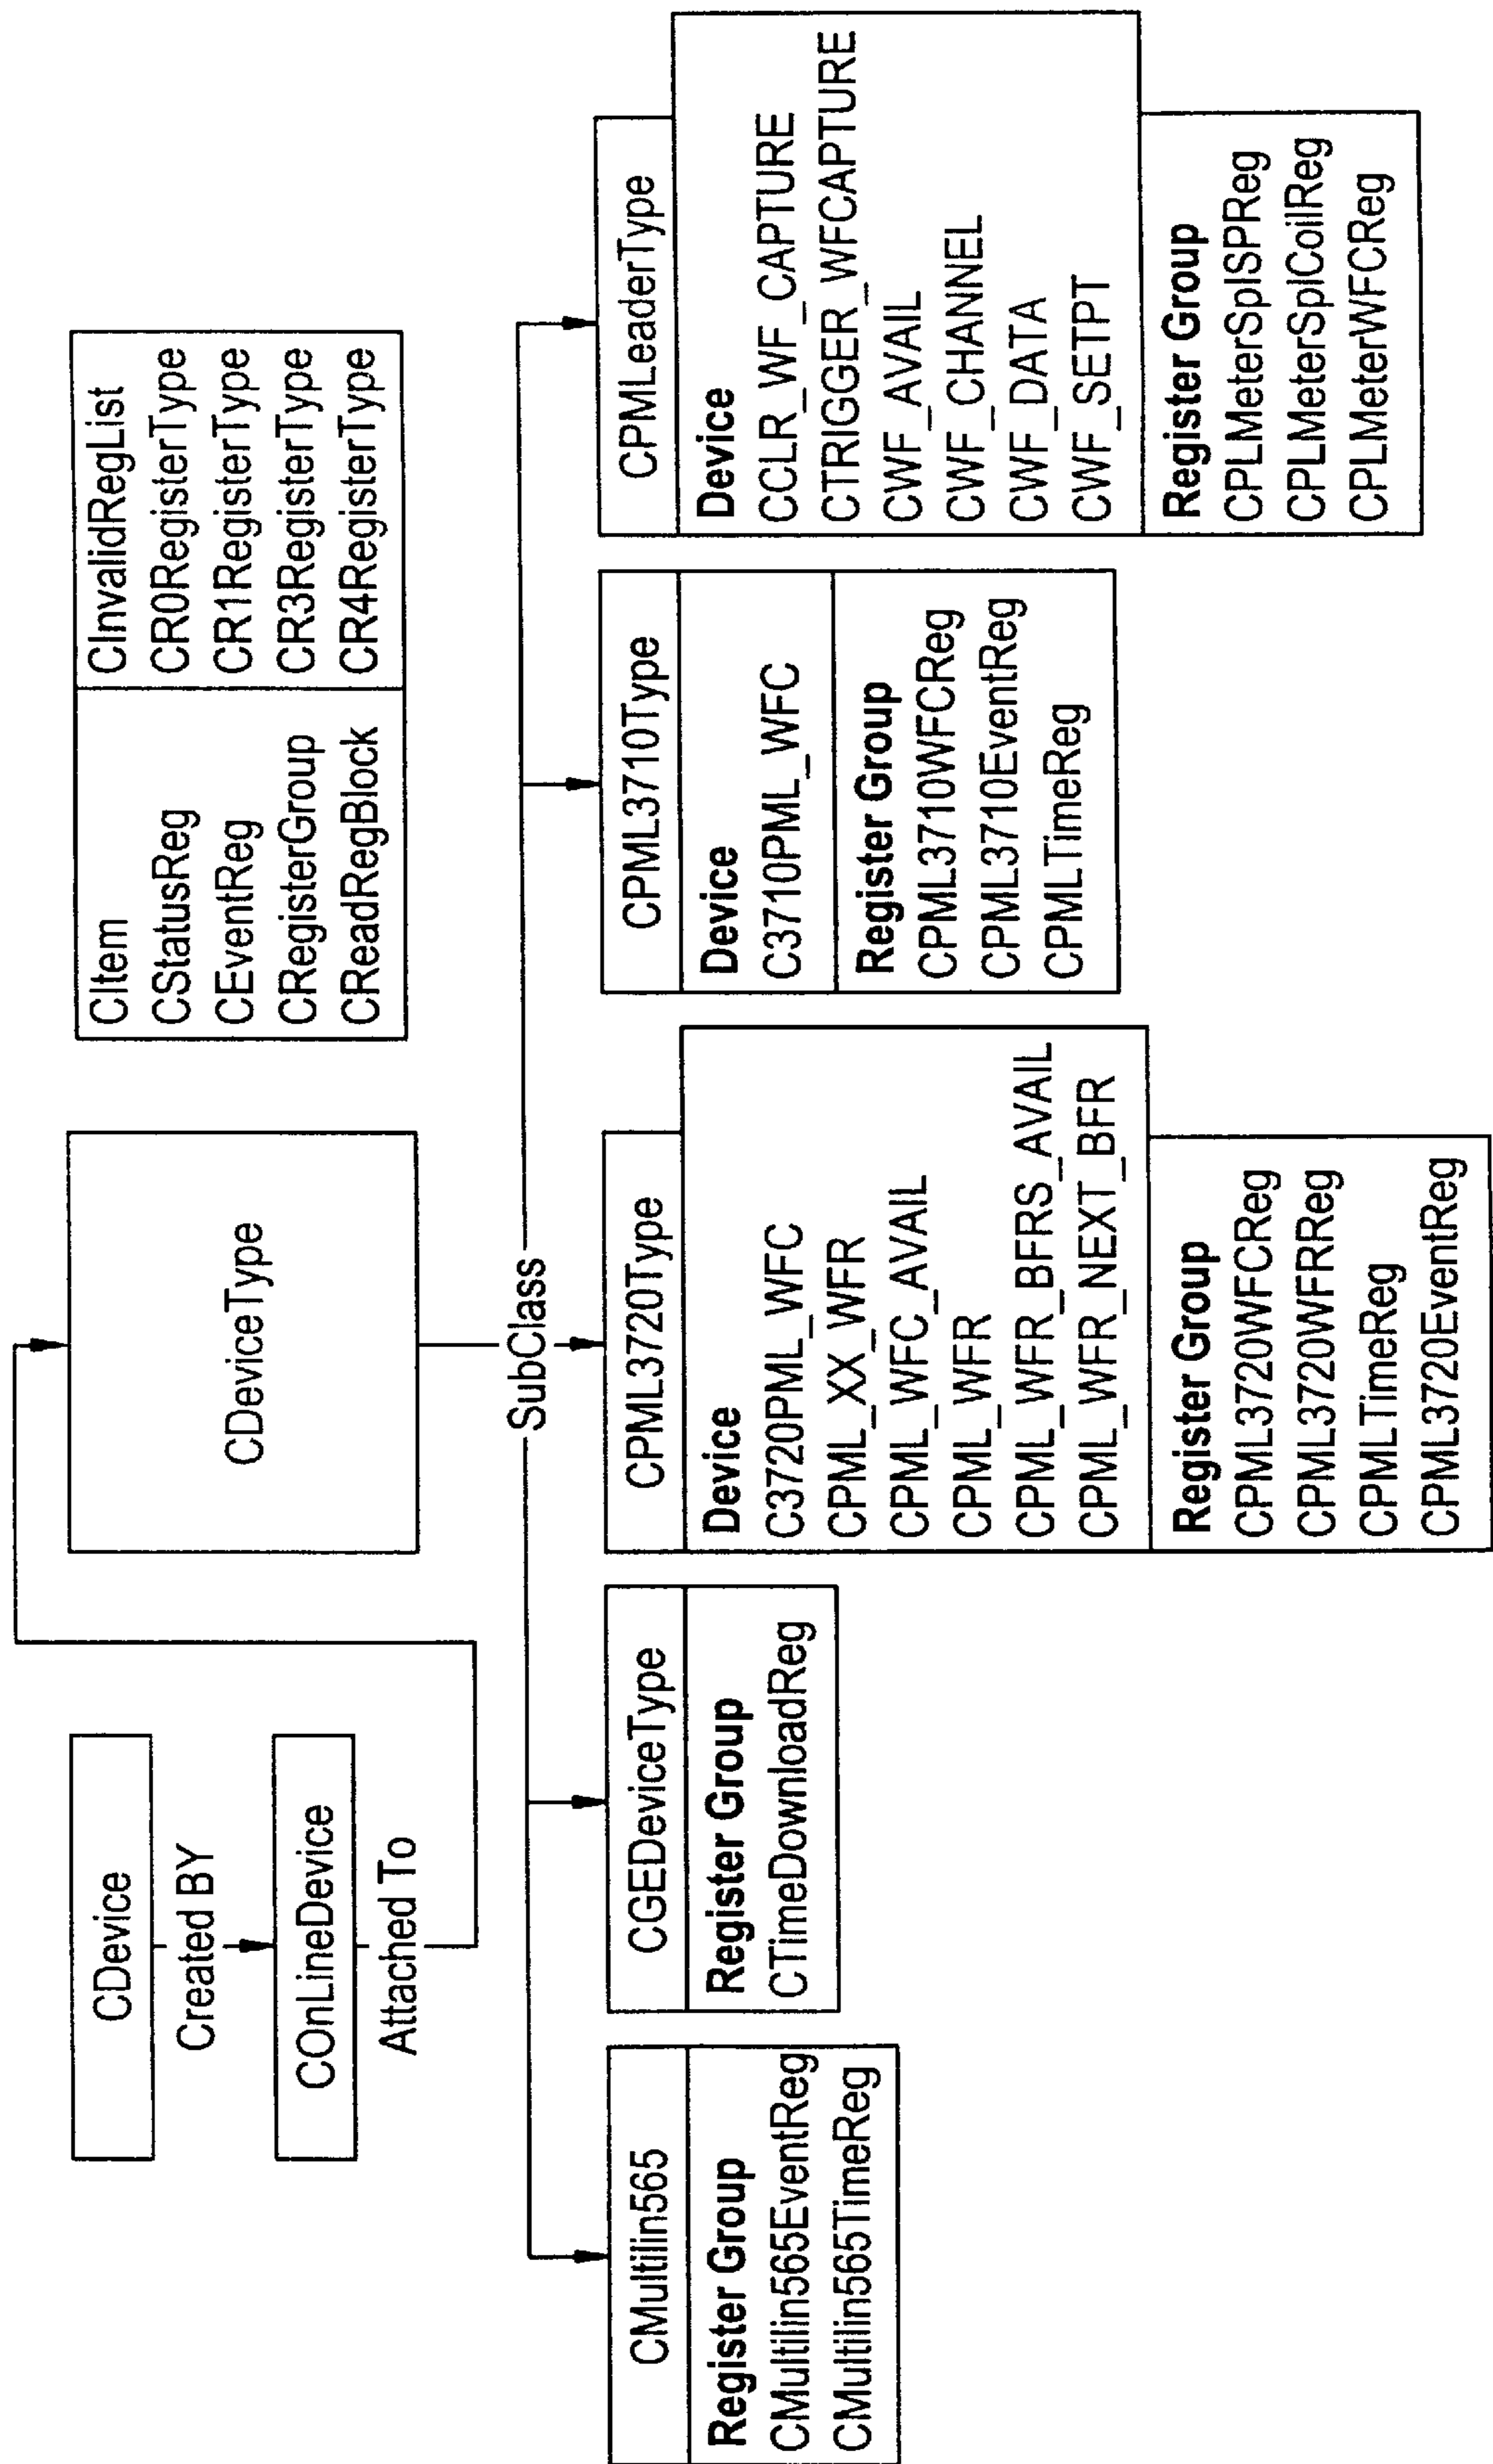 CDevice
Created BY
COnLineDevice
Attached To
CDeviceType
CItem
CStatusReg
CEventReg
CRegisterGroup
CReadRegBlock
CInvalidRegList
CR0RegisterType
CR1RegisterType
CR3RegisterType
CR4RegisterType
SubClass
CMultilin565
Register Group
CMultilin565EventReg
CMultilin565TimeReg
CGEDeviceType
Register Group
CTimeDownloadReg
CPML3720Type
Device
C3720PML_WFC
CPML_XX_WFR
CPML_WFC_AVAIL
CPML_WFR
CPML_WFR_BFRS_AVAIL
CPML_WFR_NEXT_BFR
Register Group
CPML3720WFCReg
CPML3720WFRReg
CPMLTimeReg
CPML3720EventReg
CPML3710Type
Device
C3710PML_WFC
Register Group
CPML3710WFCReg
CPML3710EventReg
CPMLTimeReg
CPMLeaderType
Device
CCLR_WF_CAPTURE
CTRIGGER_WFCAPTURE
CWF_AVAIL
CWF_CHANNEL
CWF_DATA
CWF_SETPT
Register Group
CPLMeterSplSPReg
CPLMeterSplCoilReg
CPLMeterWFCReg